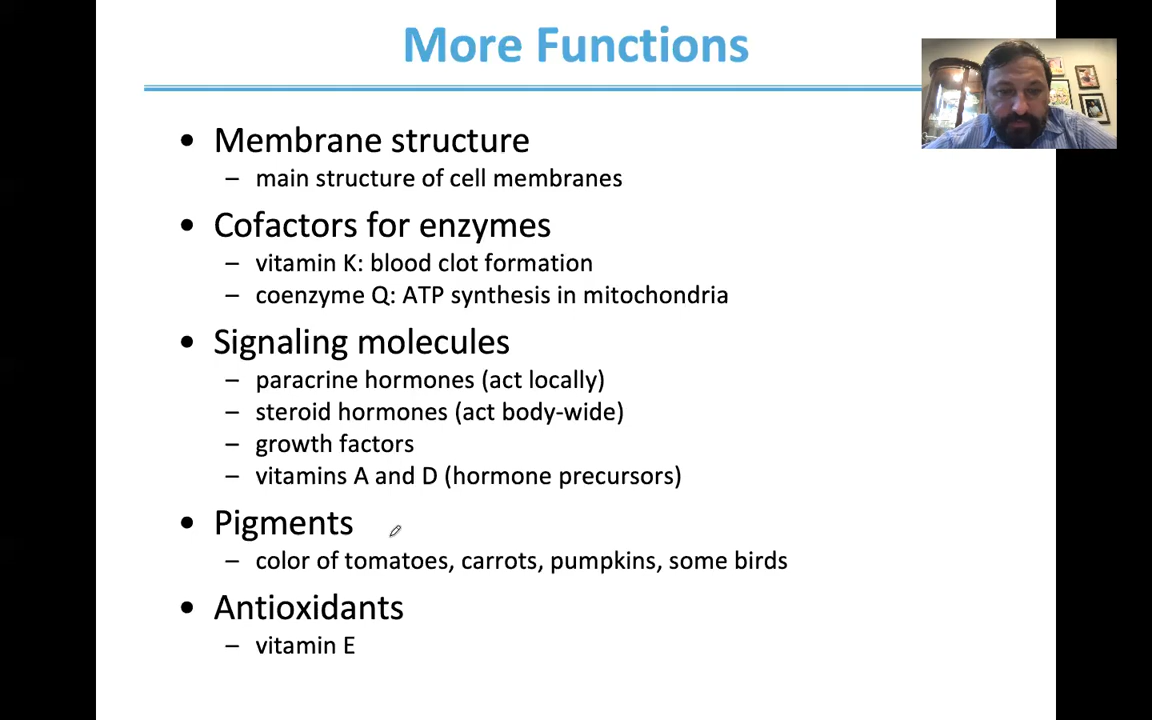 More Functions
• Membrane structure
– main structure of cell membranes
• Cofactors for enzymes
– vitamin K: blood clot formation
– coenzyme Q: ATP synthesis in mitochondria
• Signaling molecules
– paracrine hormones (act locally)
– steroid hormones (act body-wide)
– growth factors
– vitamins A and D (hormone precursors)
• Pigments
– color of tomatoes, carrots, pumpkins, some birds
• Antioxidants
– vitamin E